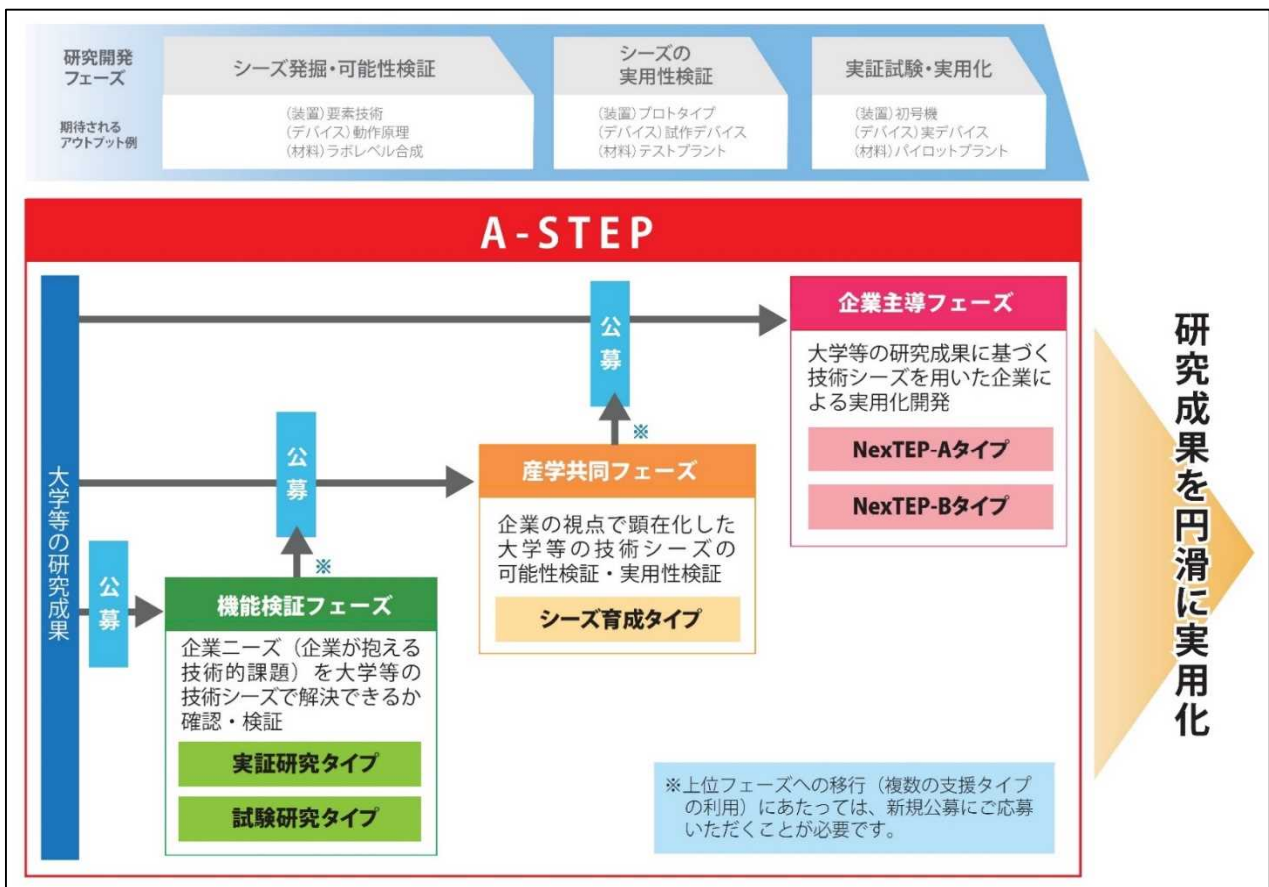 研究開発
フェーズ
シーズ発掘・可能性検証
シーズの
実用性検証
実証試験・実用化
期待される
アウトプット例
(装置)要素技術
(デバイス)動作原理
(材料)ラボレベル合成
(装置)プロトタイプ
(デバイス)試作デバイス
(材料)テストプラント
(装置)初号機
(デバイス)実デバイス
(材料)パイロットプラント
A-STEP
大学等の研究成果
公募
機能検証フェーズ
企業ニーズ（企業が抱える
技術的課題）を大学等の
技術シーズで解決できるか
確認・検証
実証研究タイプ
試験研究タイプ
※
公募
産学共同フェーズ
企業の視点で顕在化した
大学等の技術シーズの
可能性検証・実用性検証
シーズ育成タイプ
※
公募
企業主導フェーズ
大学等の研究成果に基づく
技術シーズを用いた企業に
よる実用化開発
NexTEP-Aタイプ
NexTEP-Bタイプ
※上位フェーズへの移行（複数の支援タイプ
の利用）にあたっては、新規公募にご応募
いただくことが必要です。
研究成果を円滑に実用化